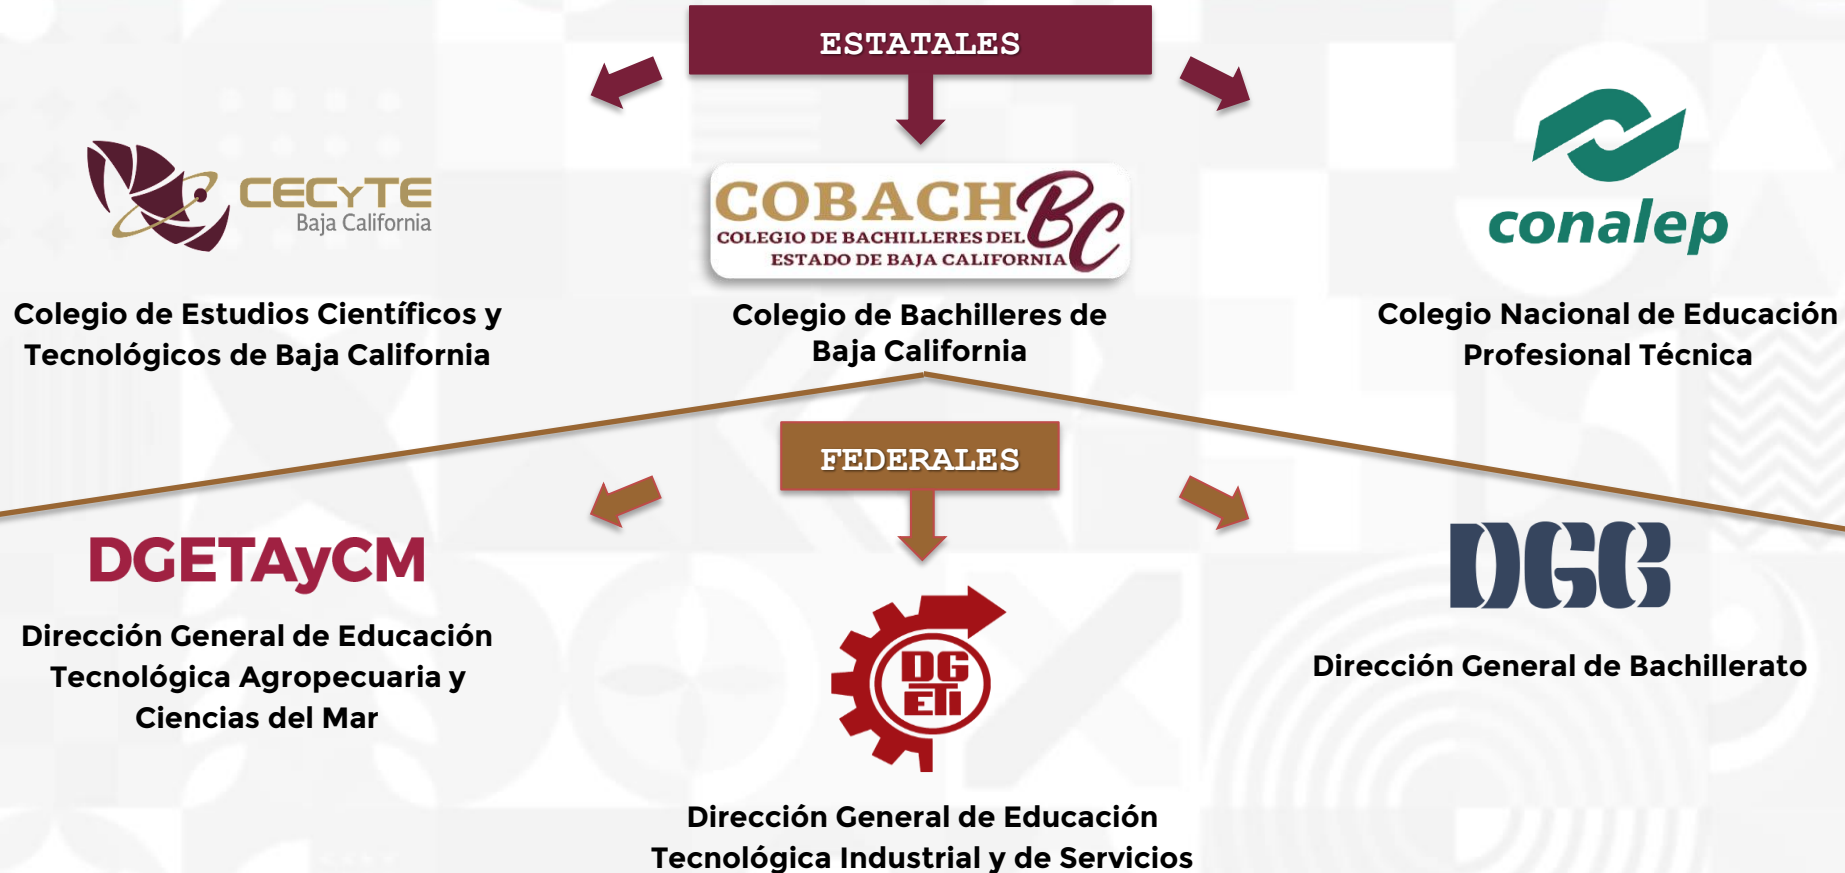 ESTATALES
CECyTE
Baja California
Colegio de Estudios Científicos y
Tecnológicos de Baja California
COBACH BC
COLEGIO DE BACHILLERES DEL
ESTADO DE BAJA CALIFORNIA
Colegio de Bachilleres de
Baja California
conalep
Colegio Nacional de Educación
Profesional Técnica
FEDERALES
DGETAyCM
Dirección General de Educación
Tecnológica Agropecuaria y
Ciencias del Mar
DG
ETI
Dirección General de Educación
Tecnológica Industrial y de Servicios
DGB
Dirección General de Bachillerato